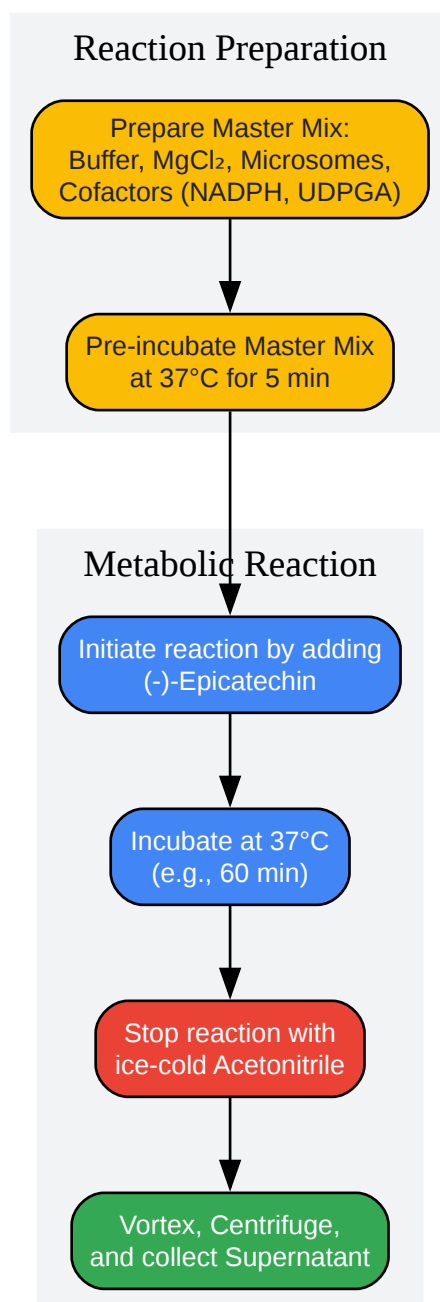 Reaction Preparation
Prepare Master Mix:
Buffer, MgCl₂, Microsomes,
Cofactors (NADPH, UDPGA)
Pre-incubate Master Mix
at 37°C for 5 min
Metabolic Reaction
Initiate reaction by adding
(-)-Epicatechin
Incubate at 37°C
(e.g., 60 min)
Stop reaction with
ice-cold Acetonitrile
Vortex, Centrifuge,
and collect Supernatant